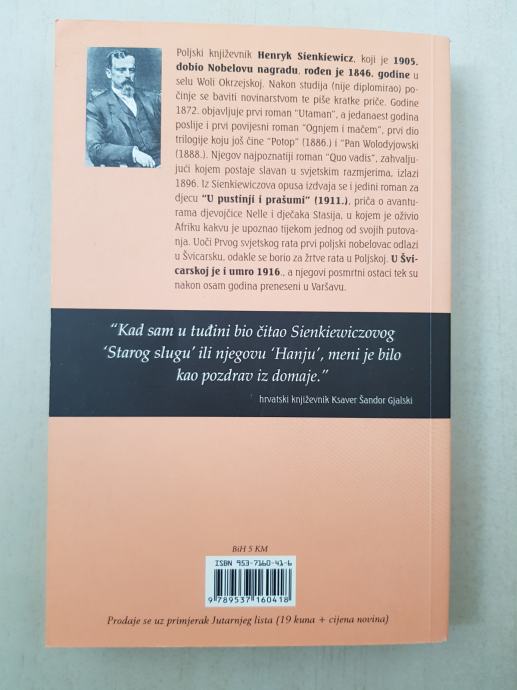 Poljski književnik Henryk Sienkiewicz, koji je 1905.
dobio Nobelovu nagradu, rođen je 1846. godine u
selu Woli Okrzejskoj. Nakon studija (nije diplomirao) po-
činje se baviti novinarstvom te piše kratke priče. Godine
1872. objavljuje prvi roman "Utaman", a jedanaest godina
poslije i prvi povijesni roman "Ognjem i mačem", prvi dio
trilogije koju još čine "Potop" (1886.) i "Pan Wolodyjowski
(1888.). Njegov najpoznatiji roman "Quo vadis", zahvalju-
jući kojem postaje slavan u svjetskim razmjerima, izlazi
1896. Iz Sienkiewiczova opusa izdvaja se i jedini roman za
djecu "U pustinji i prašumi" (1911.), priča o avantu-
rama djevojčice Nelle i dječaka Stasija, u kojem je oživio
Afriku kakvu je upoznao tijekom jednog od svojih putova-
nja. Uoči Prvog svjetskog rata prvi poljski nobelovac odlazi
u Švicarsku, odakle se borio za žrtve rata u Poljskoj. U Švi-
carskoj je i umro 1916., a njegovi posmrtni ostaci tek su
nakon osam godina preneseni u Varšavu.
"Kad sam u tuđini bio čitao Sienkiewiczovog
'Starog slugu' ili njegovu 'Hanju', meni je bilo
kao pozdrav iz domaje."
hrvatski književnik Ksaver Šandor Gjalski
BiH 5 KM
ISBN 953-7160-41-6
9 789537 160418
Prodaje se uz primjerak Jutarnjeg lista (19 kuna + cijena novina)